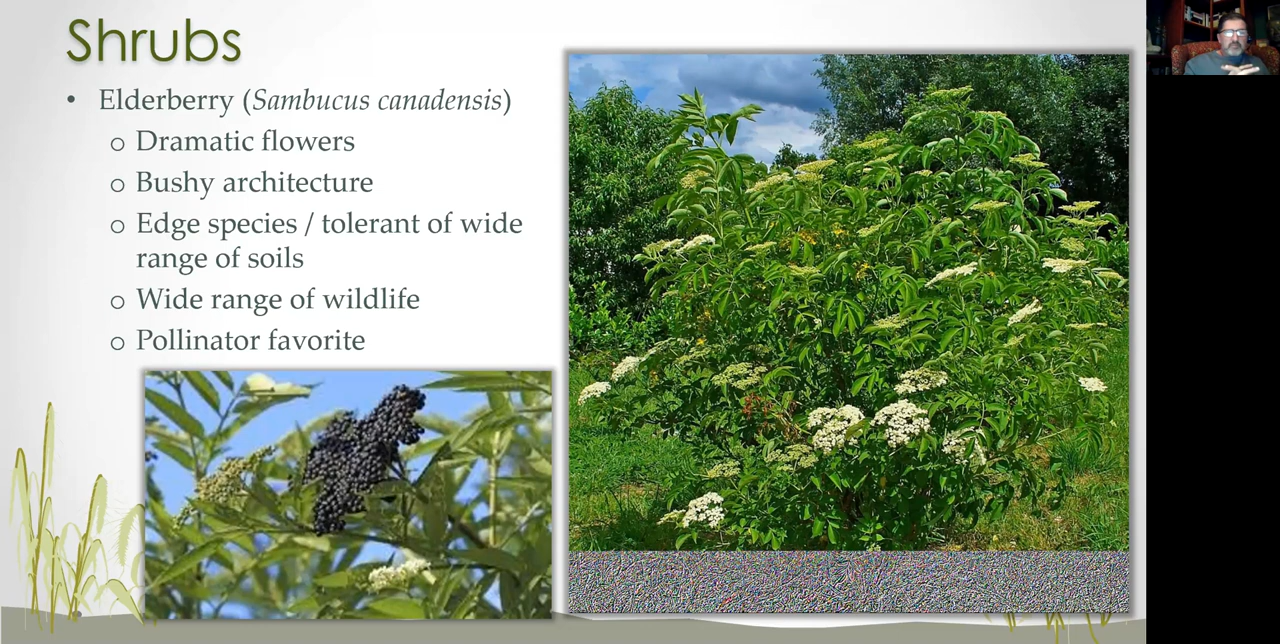 Shrubs
• Elderberry (Sambucus canadensis)
o Dramatic flowers
o Bushy architecture
o Edge species / tolerant of wide
range of soils
o Wide range of wildlife
o Pollinator favorite